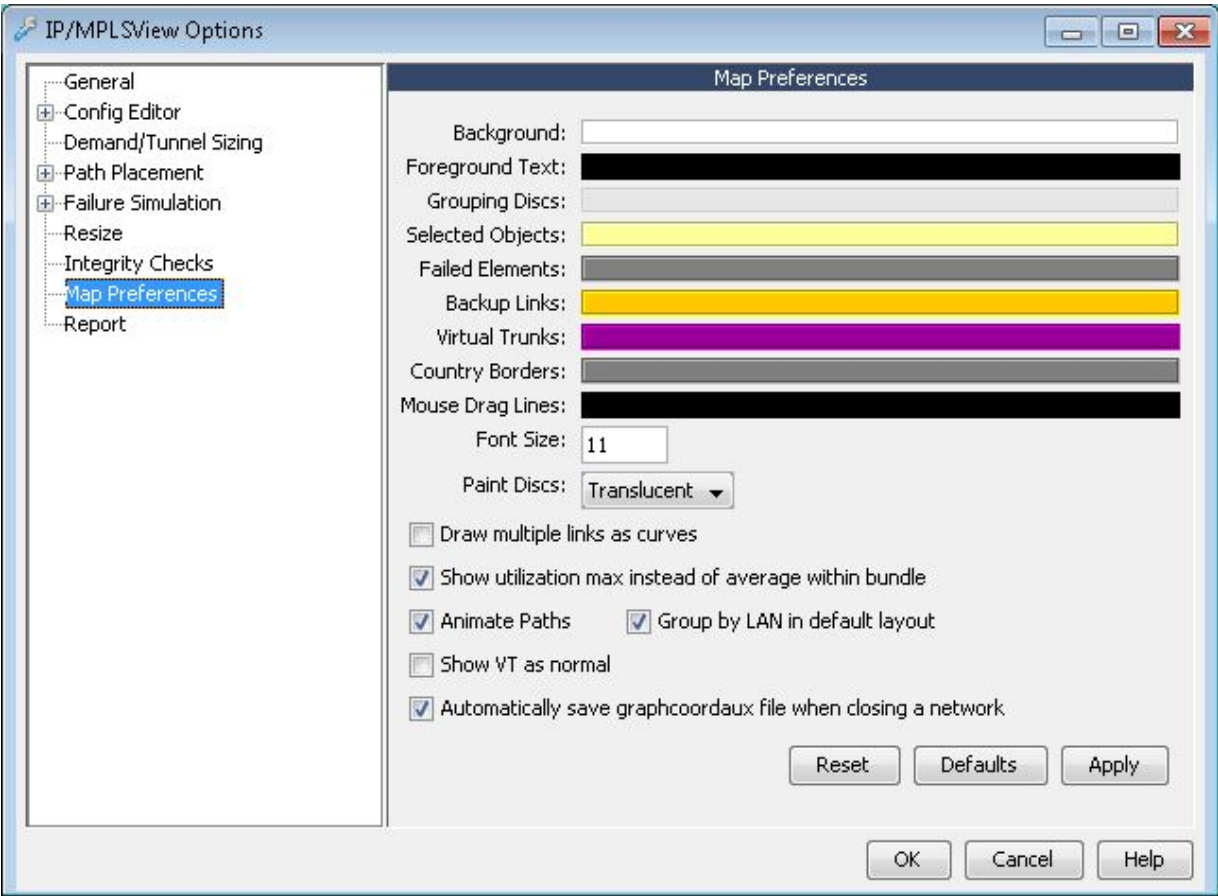 IP/MPLSView Options
General
Config Editor
Demand/Tunnel Sizing
Path Placement
Failure Simulation
Resize
Integrity Checks
Map Preferences
Report
Map Preferences
Background:
Foreground Text:
Grouping Discs:
Selected Objects:
Failed Elements:
Backup Links:
Virtual Trunks:
Country Borders:
Mouse Drag Lines:
Font Size: 11
Paint Discs: Translucent
Draw multiple links as curves
Show utilization max instead of average within bundle
Animate Paths Group by LAN in default layout
Show VT as normal
Automatically save graphcoordaux file when closing a network
Reset Defaults Apply
OK Cancel Help